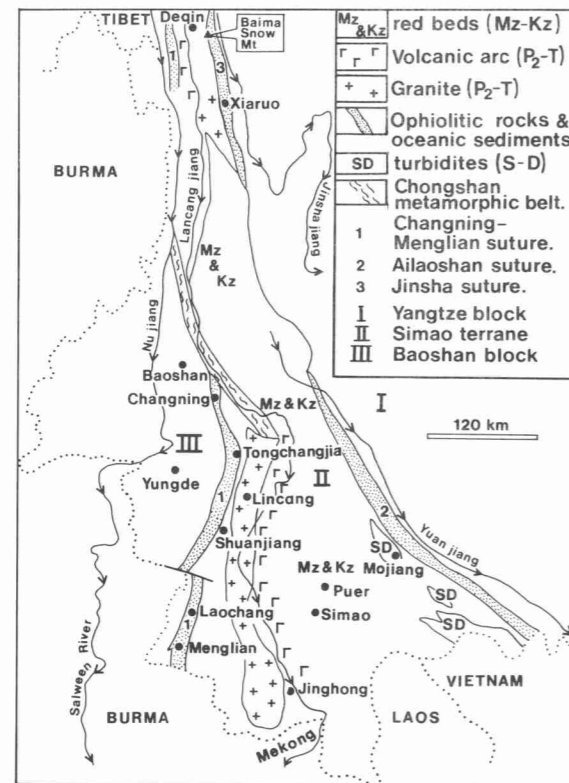 TIBET
Deqin
Baima
Snow
Mt
1
3
Xiaruo
BURMA
Lancang jiang
Jinsha jiang
Mz
&
Kz
Nu jiang
Baoshan
Changning
Mz & Kz
I
III
Tongchangjia
II
120 km
Yungde
1
Lincang
2
Yuan jiang
Shuanjiang
SD
Mojiang
Mz & Kz
Puer
SD
Laochang
Simao
1
SD
Menglian
Salween River
VIETNAM
Jinghong
LAOS
BURMA
Mekong
Mz
&Kz
red beds (Mz-Kz)
Volcanic arc (P₂-T)
Granite (P₂-T)
Ophiolitic rocks &
oceanic sediments
SD turbidites (S-D)
Chongshan
metamorphic belt.
1 Changning-
Menglian suture.
2 Ailaoshan suture.
3 Jinsha suture.
I Yangtze block
II Simao terrane
III Baoshan block